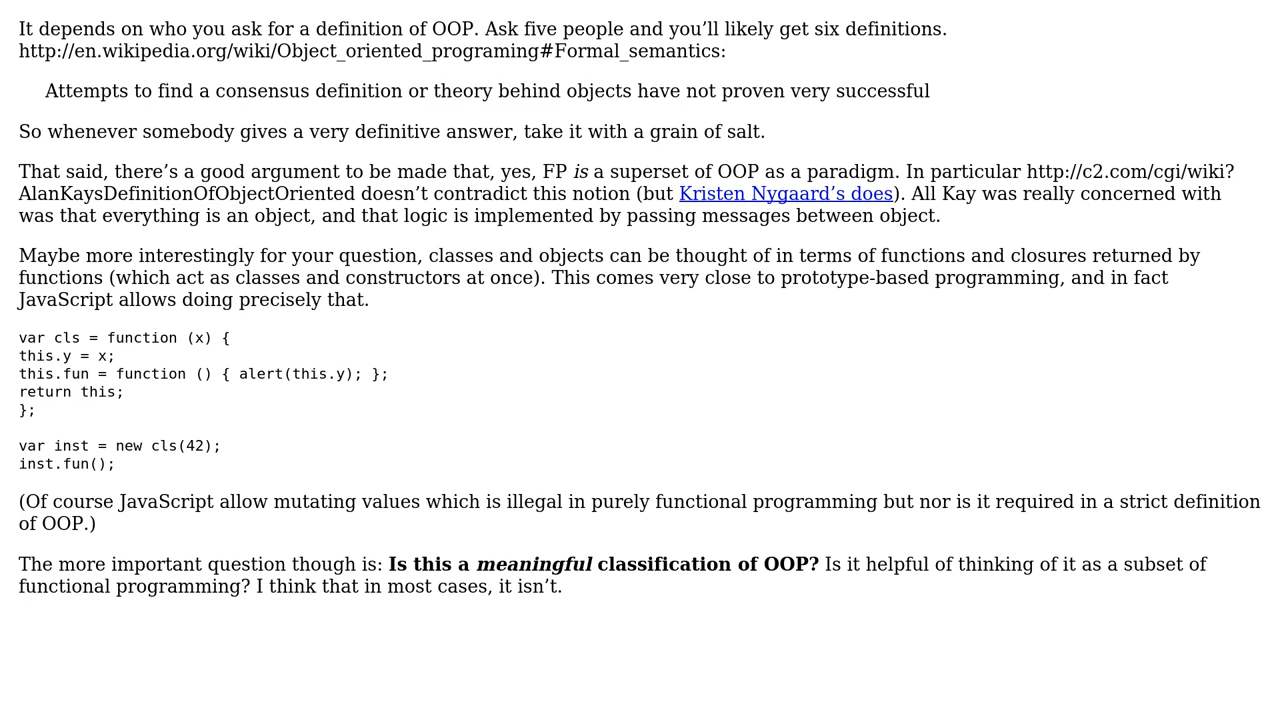 It depends on who you ask for a definition of OOP. Ask five people and you’ll likely get six definitions.
http://en.wikipedia.org/wiki/Object_oriented_programing#Formal_semantics:
Attempts to find a consensus definition or theory behind objects have not proven very successful
So whenever somebody gives a very definitive answer, take it with a grain of salt.
That said, there’s a good argument to be made that, yes, FP is a superset of OOP as a paradigm. In particular http://c2.com/cgi/wiki?
AlanKaysDefinitionOfObjectOriented doesn’t contradict this notion (but Kristen Nygaard’s does). All Kay was really concerned with
was that everything is an object, and that logic is implemented by passing messages between object.
Maybe more interestingly for your question, classes and objects can be thought of in terms of functions and closures returned by
functions (which act as classes and constructors at once). This comes very close to prototype-based programming, and in fact
JavaScript allows doing precisely that.
var cls = function (x) {
this.y = x;
this.fun = function () { alert(this.y); };
return this;
};
var inst = new cls(42);
inst.fun();
(Of course JavaScript allow mutating values which is illegal in purely functional programming but nor is it required in a strict definition
of OOP.)
The more important question though is: Is this a meaningful classification of OOP? Is it helpful of thinking of it as a subset of
functional programming? I think that in most cases, it isn’t.